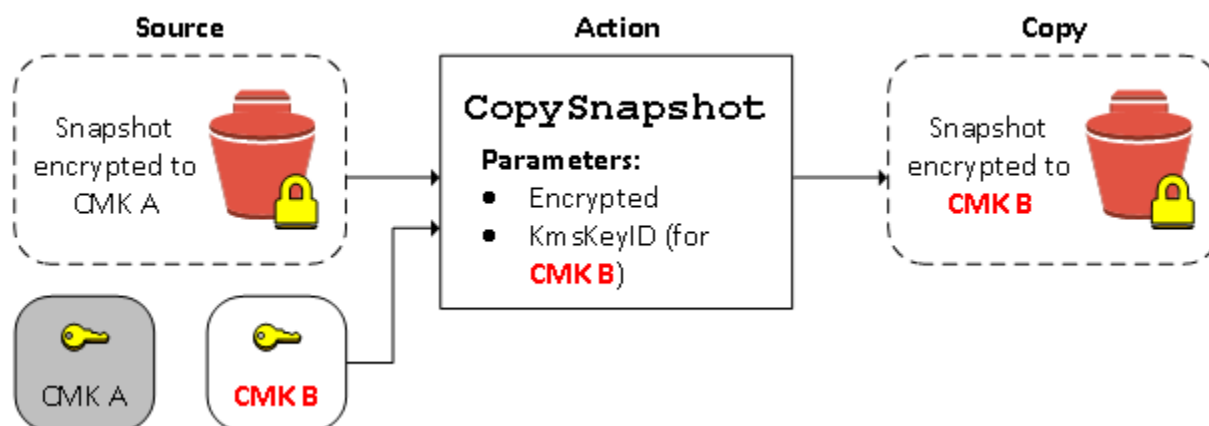 Source
Action
Copy
Snapshot
encrypted to
CMK A
CopySnapshot
Parameters:
● Encrypted
● KmsKeyID (for
CMK B)
Snapshot
encrypted to
CMK B
CMK A
CMK B